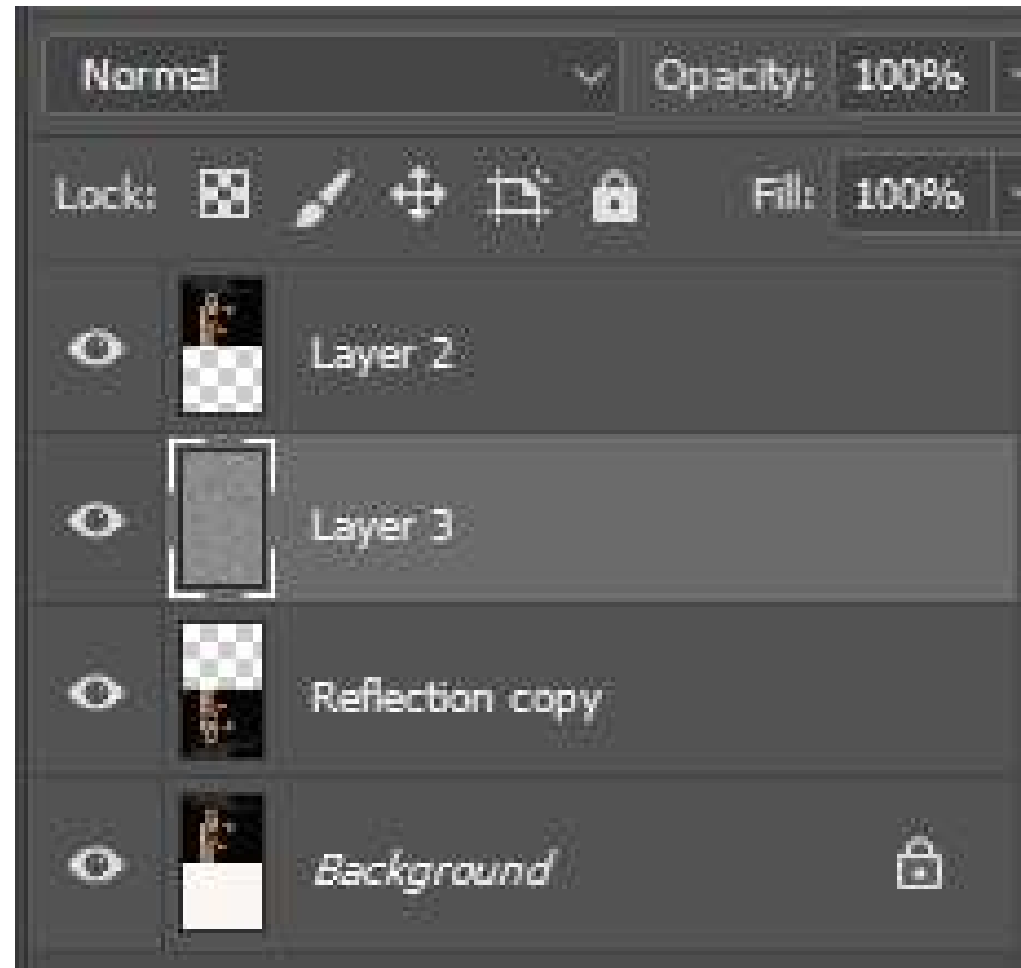 Normal Opacity: 100%
Lock: Fill: 100%
Layer 2
Layer 3
Reflection copy
Background